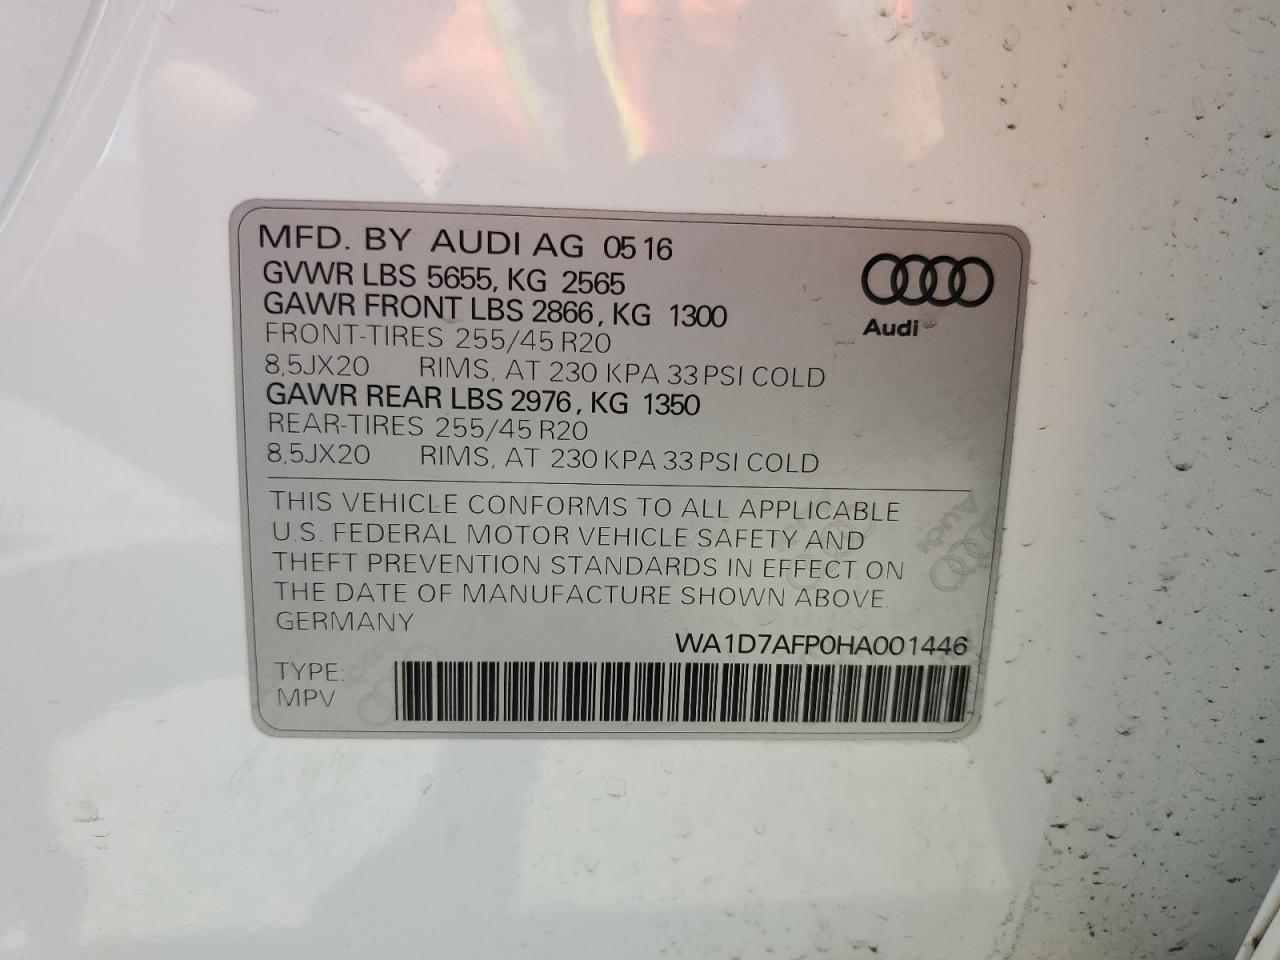 MFD. BY AUDI AG 0516
GVWR LBS 5655, KG 2565
GAWR FRONT LBS 2866, KG 1300
FRONT-TIRES 255/45 R20
8,5JX20 RIMS, AT 230 KPA 33 PSI COLD
GAWR REAR LBS 2976, KG 1350
REAR-TIRES 255/45 R20
8,5JX20 RIMS, AT 230 KPA 33 PSI COLD
Audi
THIS VEHICLE CONFORMS TO ALL APPLICABLE
U.S. FEDERAL MOTOR VEHICLE SAFETY AND
THEFT PREVENTION STANDARDS IN EFFECT ON
THE DATE OF MANUFACTURE SHOWN ABOVE.
GERMANY
WA1D7AFP0HA001446
TYPE:
MPV
Audi
Audi